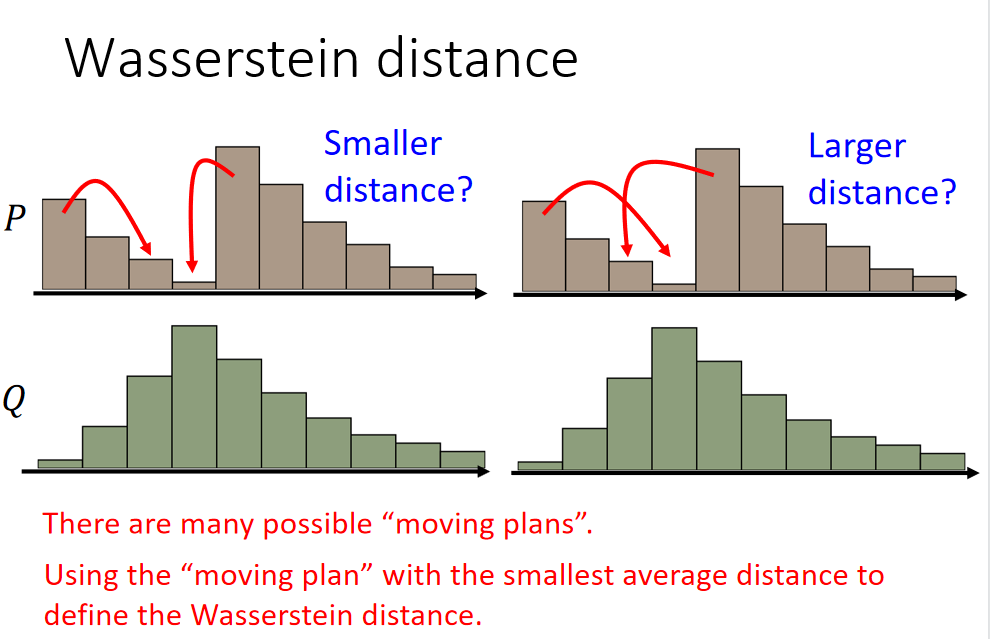 Wasserstein distance
Smaller
distance?
Larger
distance?
P
Q
There are many possible “moving plans”.
Using the “moving plan” with the smallest average distance to
define the Wasserstein distance.